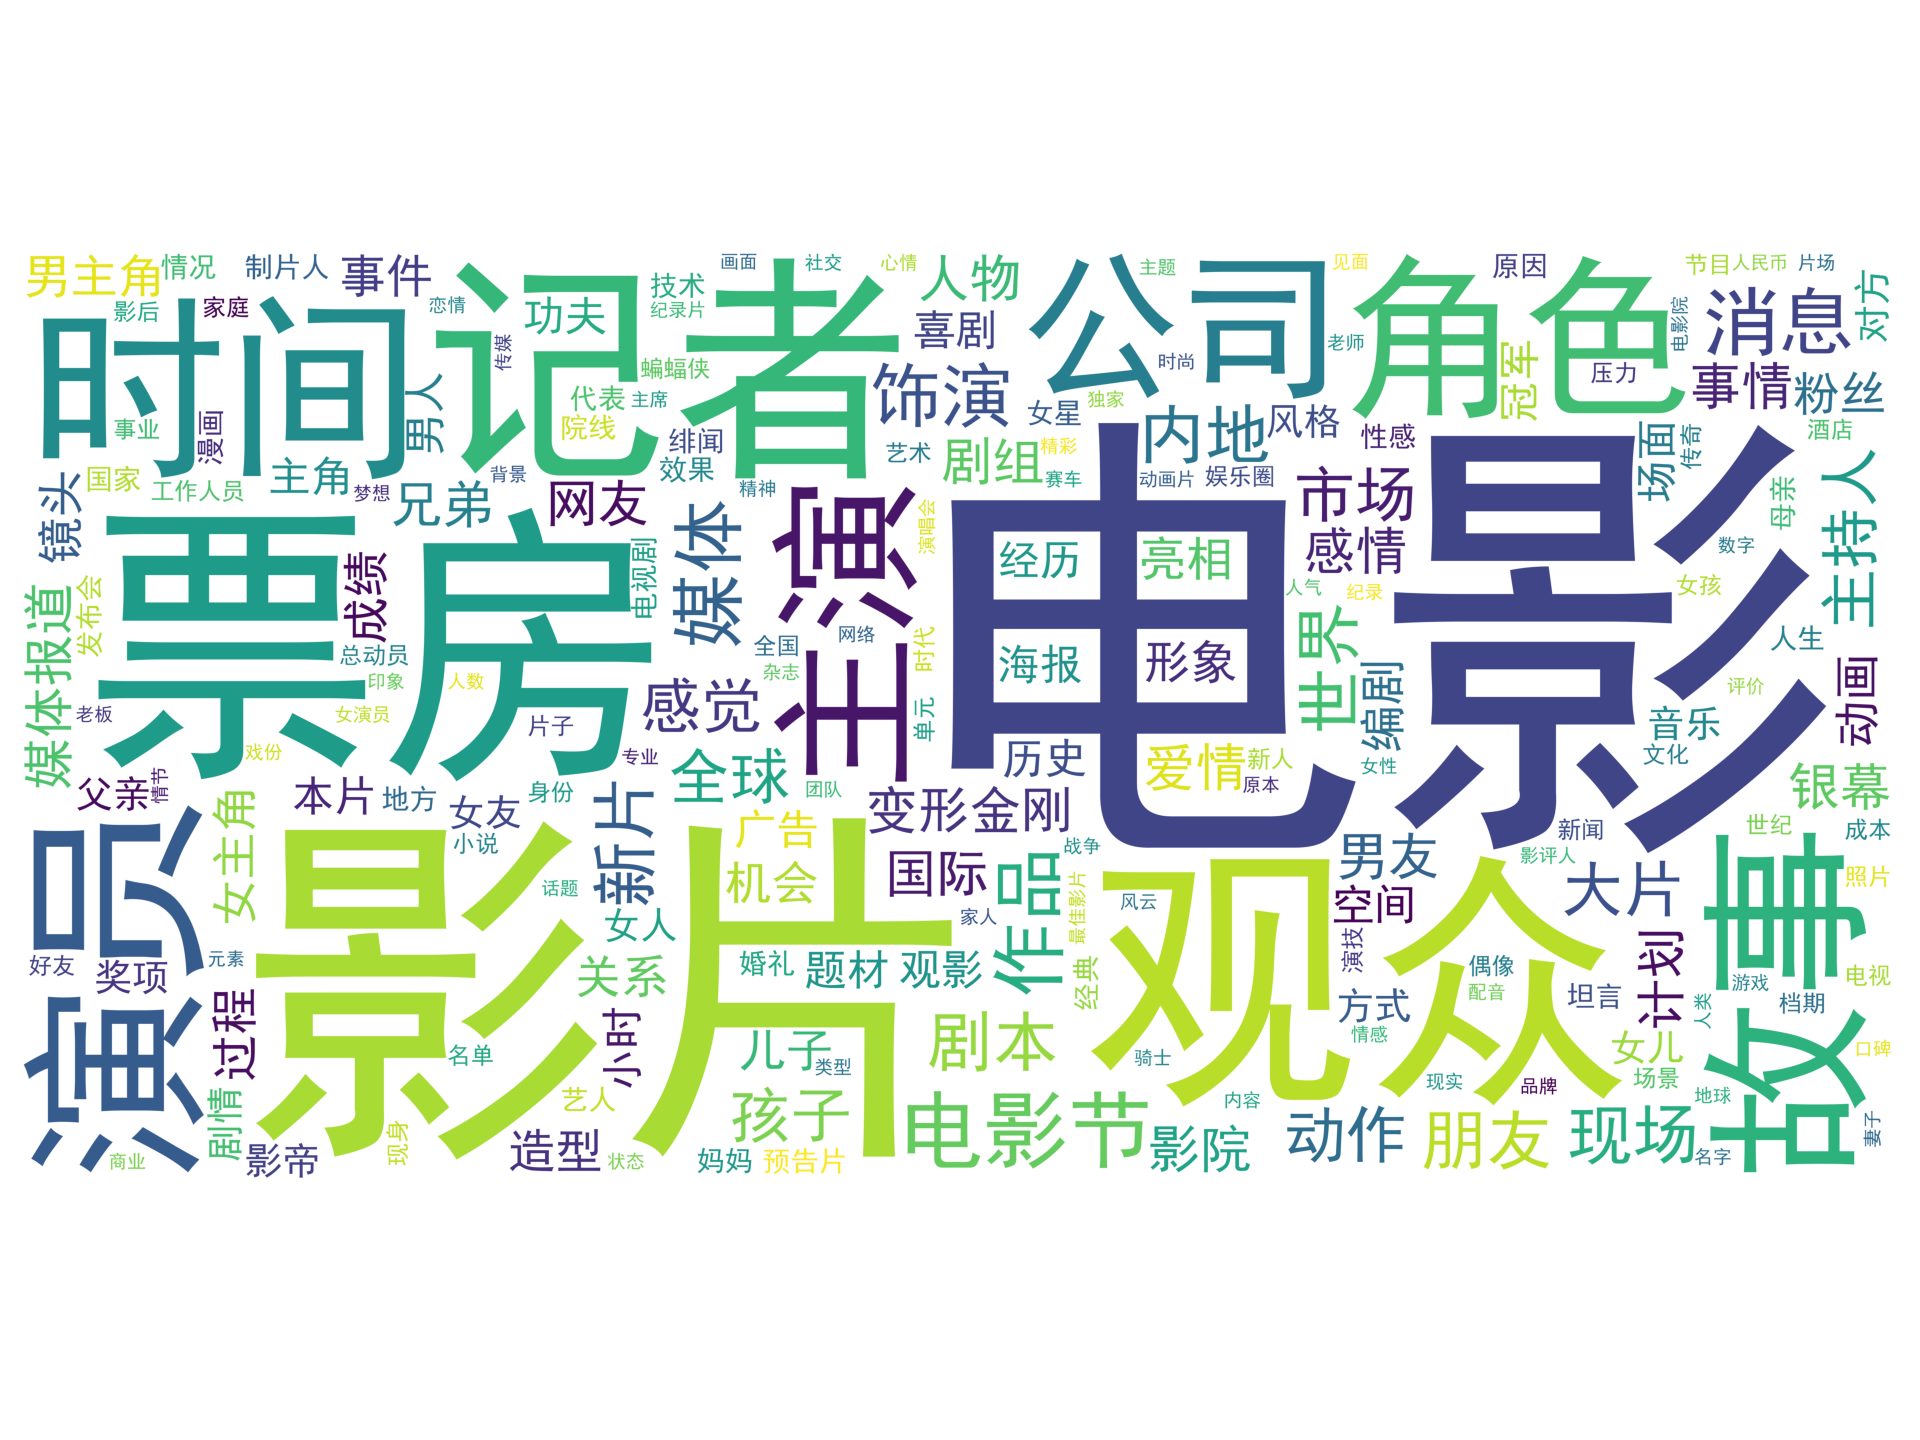 男主角
情况
制片人
事件
画面
社交
心情
人物
主题
见面
原因
节目
人民币
片场
影后
家庭
恋情
功夫
技术
纪录片
喜剧
公司
角色
消息
对方
时间
记者
传媒
蝙蝠侠
饰演
时尚
老师
电影院
冠军
压力
事情
粉丝
事业
漫画
男人
代表
主席
院线
绯闻
女星
独家
内地
风格
性感
场面
传奇
酒店
国家
工作人员
主角
梦想
兄弟
背景
网友
效果
精神
艺术
剧组
精彩
赛车
动画片
娱乐圈
市场
感情
母亲
主持人
镜头
票房
成绩
电视剧
媒体
主演
演唱会
电影
经历
亮相
人气
纪录
数字
女孩
媒体报道
发布会
总动员
印象
人数
全国
网络
杂志
时代
海报
形象
世界
编剧
人生
评价
动画
老板
女演员
片子
感觉
单元
音乐
文化
戏份
专业
全球
团队
历史
爱情
新人
原本
女性
银幕
父亲
情节
本片
地方
女友
身份
新片
变形金刚
世纪
成本
演员
女主角
影片
小说
广告
机会
国际
战争
观众
男友
新闻
影评人
大片
故事
照片
话题
女人
作品
家人
最佳影片
风云
空间
好友
奖项
元素
关系
婚礼
题材
观影
经典
演技
偶像
配音
方式
坦言
计划
游戏
档期
电视
人类
过程
名单
小时
儿子
类型
剧本
骑士
情感
现实
品牌
女儿
场景
地球
口碑
剧情
现身
艺人
孩子
电影节
内容
影院
动作
朋友
现场
名字
妻子
商业
影帝
造型
状态
妈妈
预告片